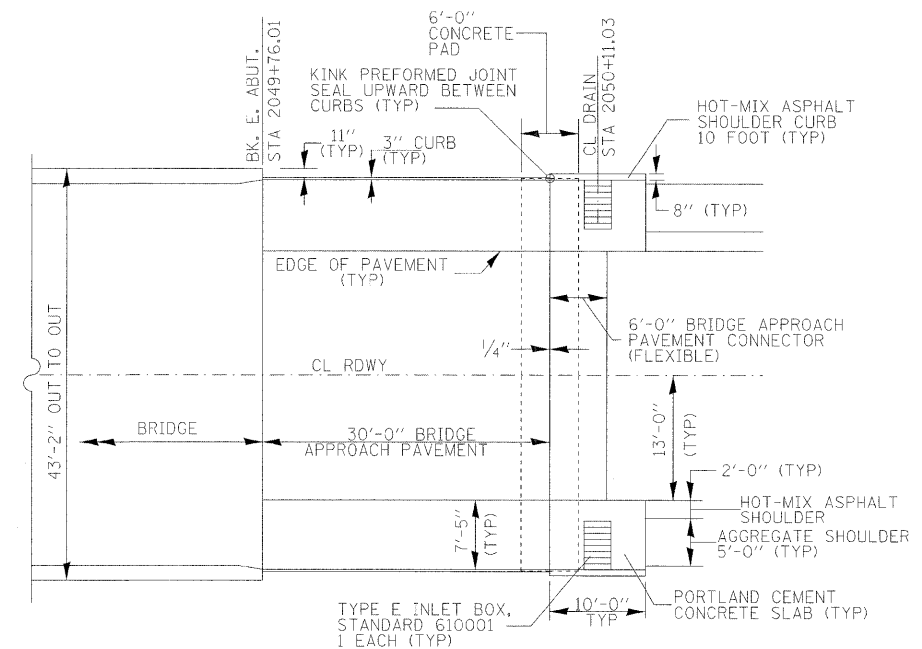 6'-0"
CONCRETE
PAD
BK. E. ABUT.
STA 2049+76.01
KINK PREFORMED JOINT
SEAL UPWARD BETWEEN
CURBS (TYP)
CL DRAIN
STA 2050+11.03
HOT-MIX ASPHALT
SHOULDER CURB
10 FOOT (TYP)
11"
(TYP)
3" CURB
(TYP)
8" (TYP)
EDGE OF PAVEMENT
(TYP)
43'-2" OUT TO OUT
6'-0" BRIDGE APPROACH
PAVEMENT CONNECTOR
(FLEXIBLE)
1/4"
CL RDWY
BRIDGE
30'-0" BRIDGE
APPROACH PAVEMENT
13'-0"
(TYP)
2'-0" (TYP)
HOT-MIX ASPHALT
SHOULDER
7'-5"
(TYP)
AGGREGATE SHOULDER
5'-0" (TYP)
10'-0"
TYP
PORTLAND CEMENT
CONCRETE SLAB (TYP)
TYPE E INLET BOX,
STANDARD 610001
1 EACH (TYP)